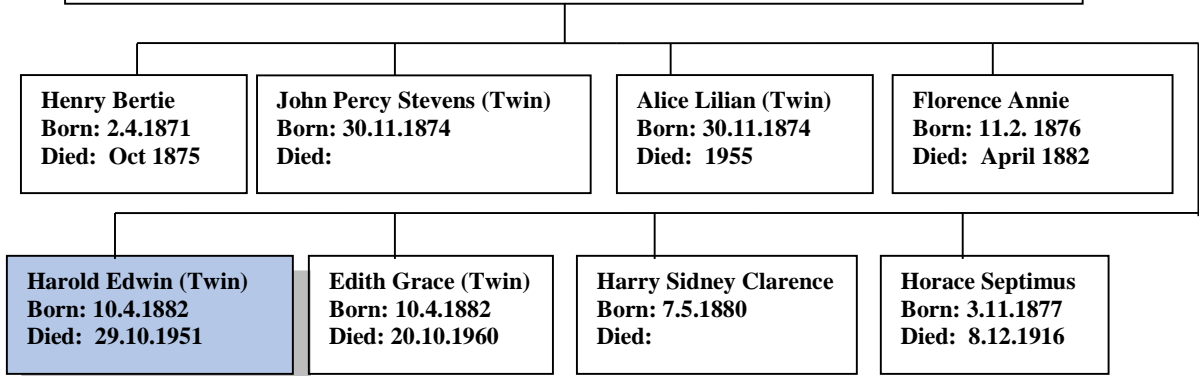 Henry Bertie
Born: 2.4.1871
Died: Oct 1875
John Percy Stevens (Twin)
Born: 30.11.1874
Died:
Alice Lilian (Twin)
Born: 30.11.1874
Died: 1955
Florence Annie
Born: 11.2. 1876
Died: April 1882
Harold Edwin (Twin)
Born: 10.4.1882
Died: 29.10.1951
Edith Grace (Twin)
Born: 10.4.1882
Died: 20.10.1960
Harry Sidney Clarence
Born: 7.5.1880
Died:
Horace Septimus
Born: 3.11.1877
Died: 8.12.1916